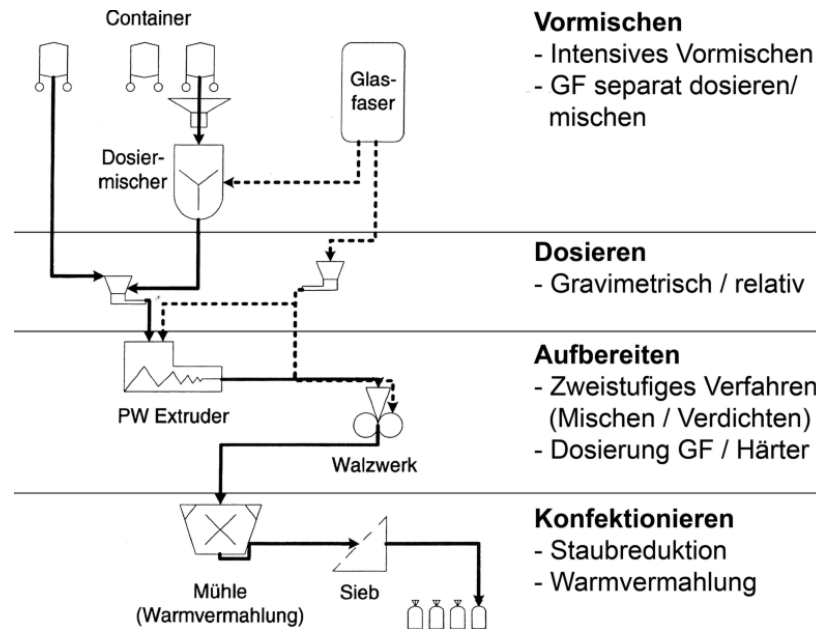 Container
Glas-
faser
Dosier-
mischer
Vormischen
- Intensives Vormischen
- GF separat dosieren/
mischen
Dosieren
- Gravimetrisch / relativ
PW Extruder
Walzwerk
Aufbereiten
- Zweistufiges Verfahren
(Mischen / Verdichten)
- Dosierung GF / Härter
Mühle
(Warmvermahlung)
Sieb
Konfektionieren
- Staubreduktion
- Warmvermahlung